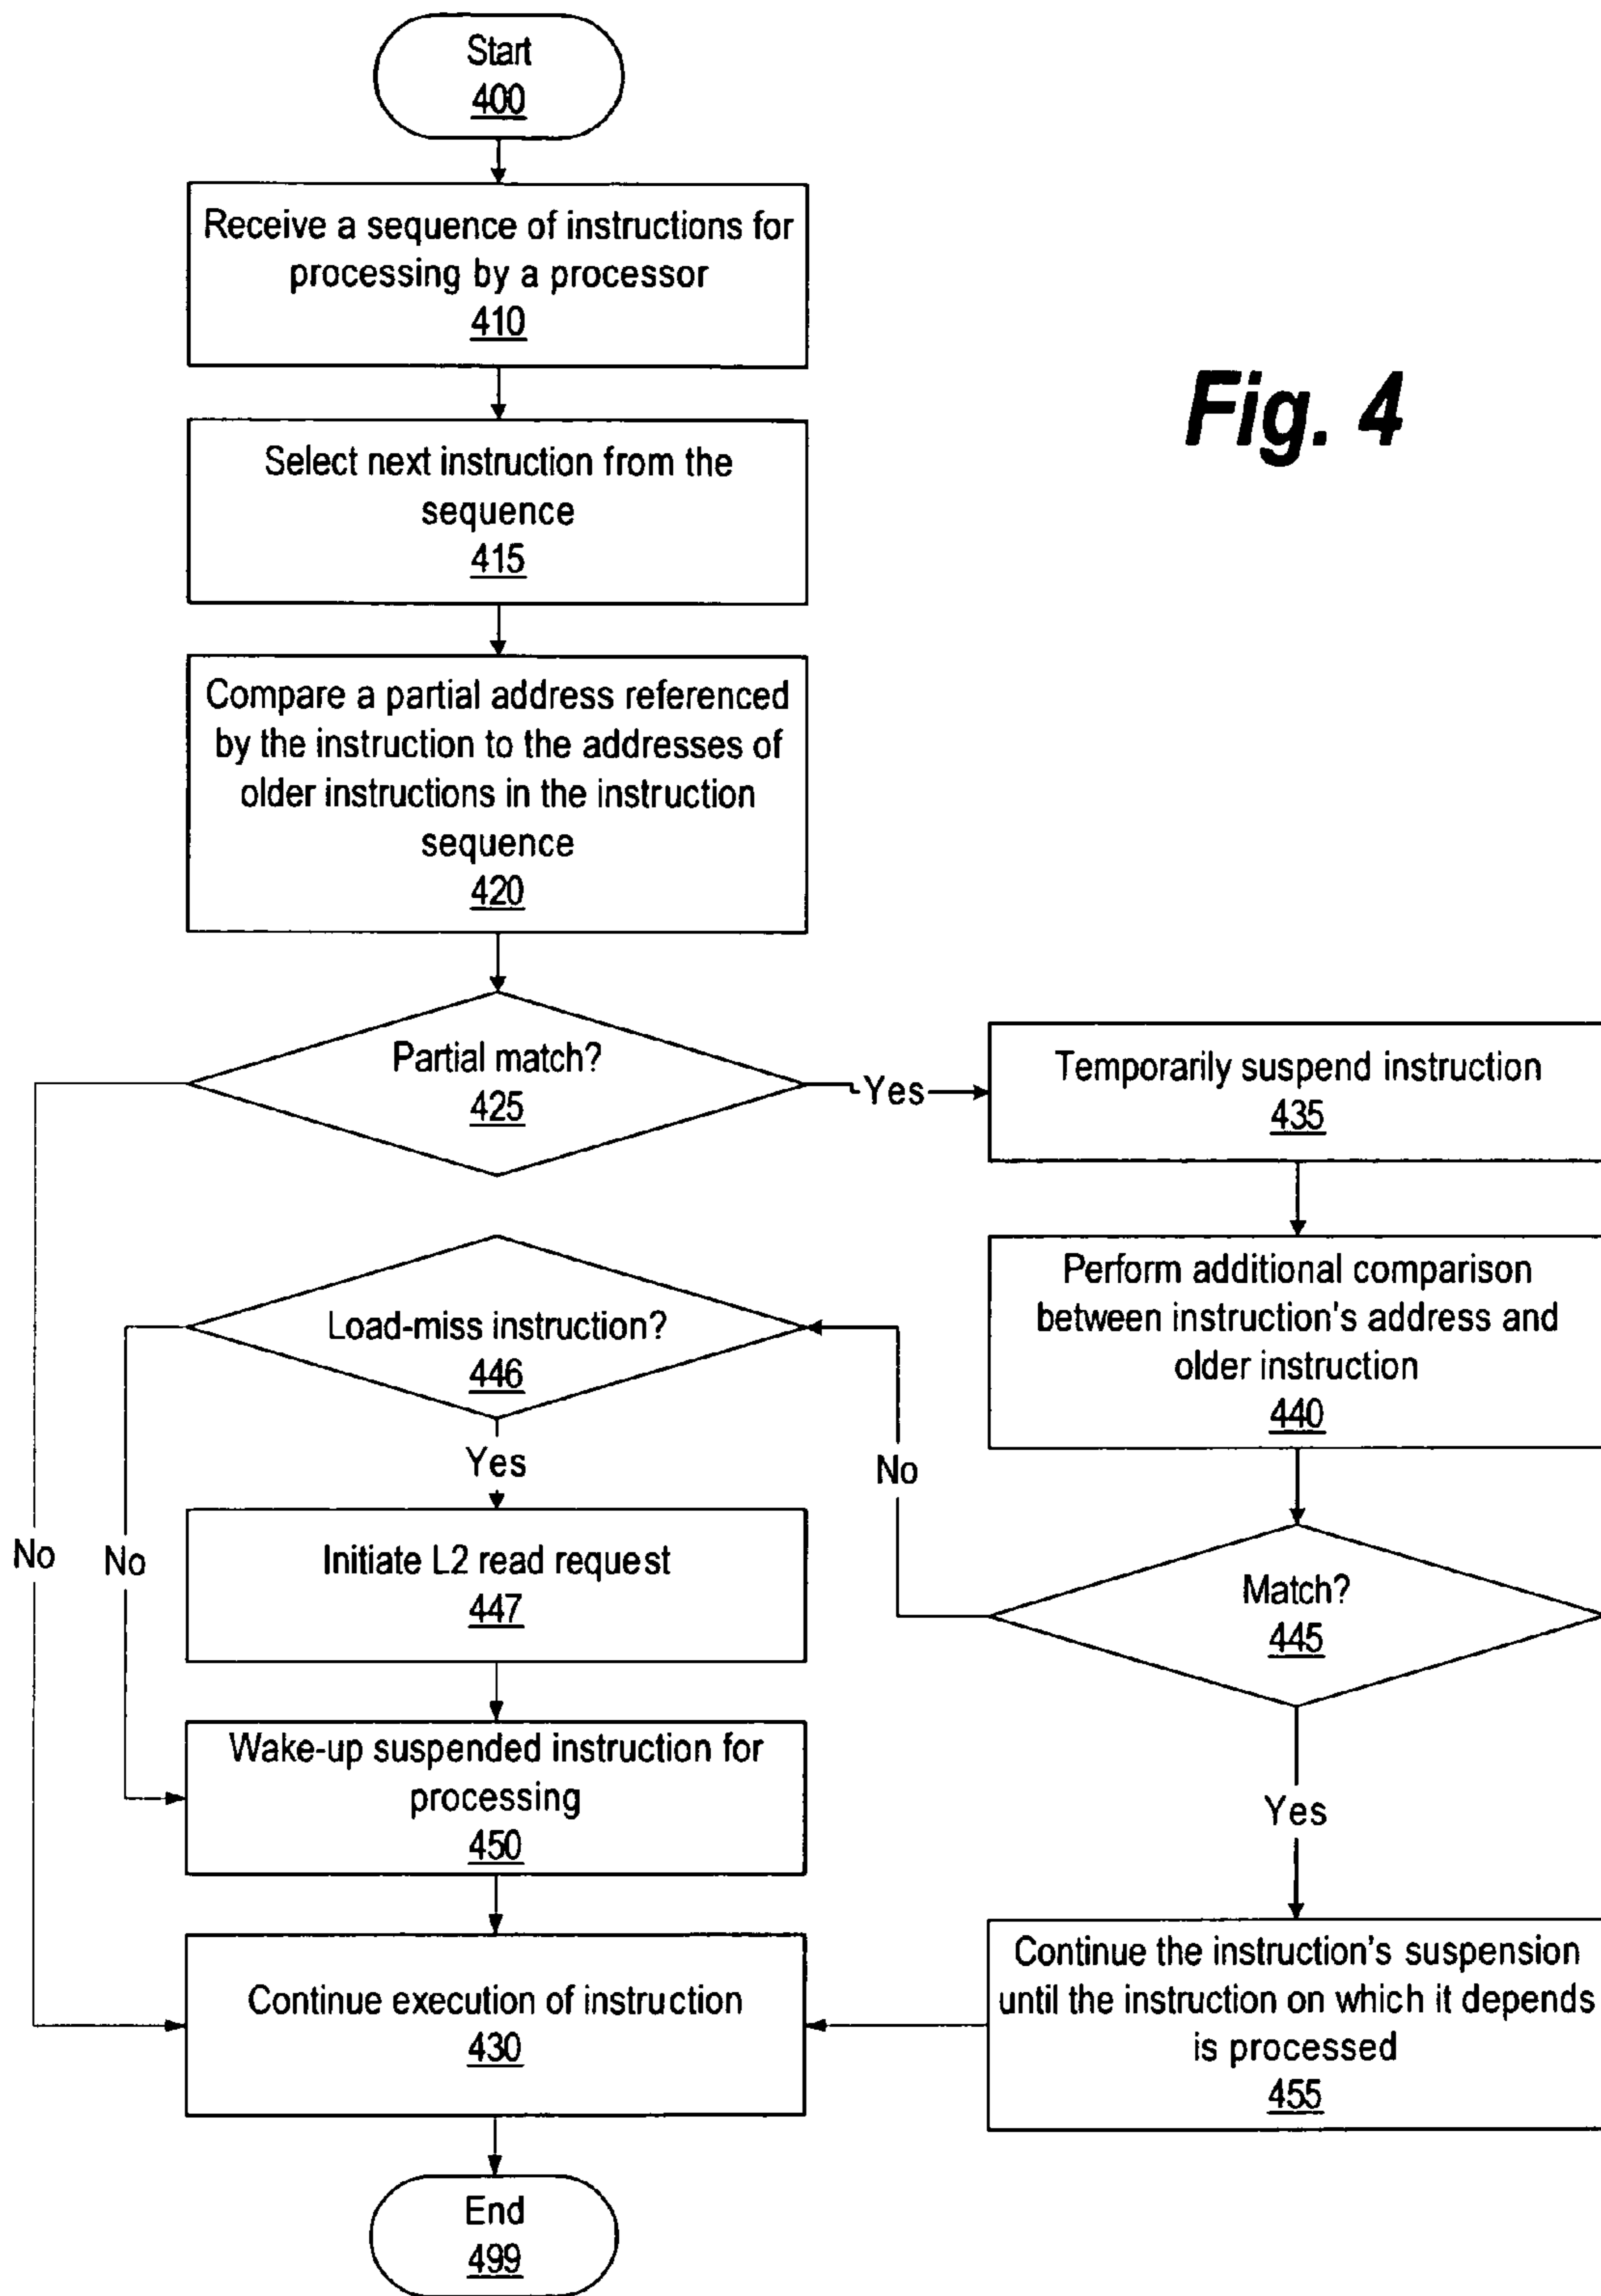 Start
400
Receive a sequence of instructions for
processing by a processor
410
Fig. 4
Select next instruction from the
sequence
415
Compare a partial address referenced
by the instruction to the addresses of
older instructions in the instruction
sequence
420
Partial match?
425
Yes
Temporarily suspend instruction
435
Perform additional comparison
between instruction's address and
older instruction
440
Load-miss instruction?
446
Yes
No
No
No
Initiate L2 read request
447
Match?
445
Yes
Wake-up suspended instruction for
processing
450
Continue the instruction's suspension
until the instruction on which it depends
is processed
455
Continue execution of instruction
430
End
499